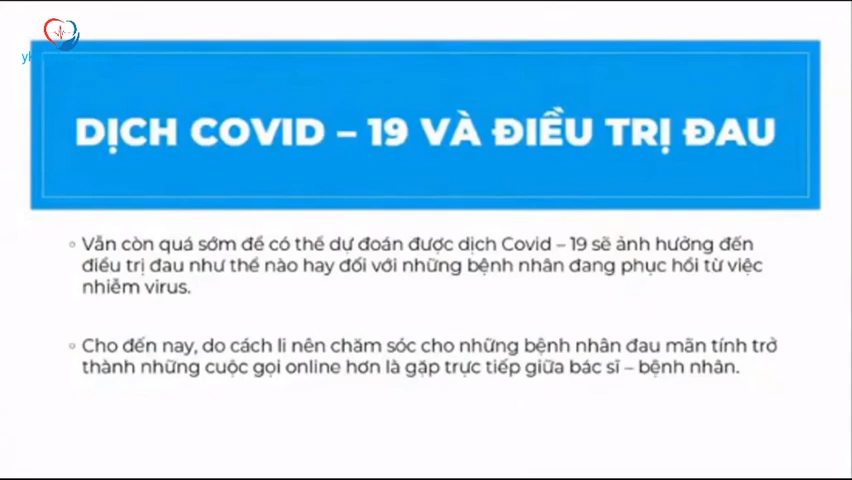 DỊCH COVID – 19 VÀ ĐIỀU TRỊ ĐAU
◦ Vẫn còn quá sớm để có thể dự đoán được dịch Covid – 19 sẽ ảnh hưởng đến
điều trị đau như thế nào hay đối với những bệnh nhân đang phục hồi từ việc
nhiễm virus.
◦ Cho đến nay, do cách li nên chăm sóc cho những bệnh nhân đau mãn tính trở
thành những cuộc gọi online hơn là gặp trực tiếp giữa bác sĩ – bệnh nhân.